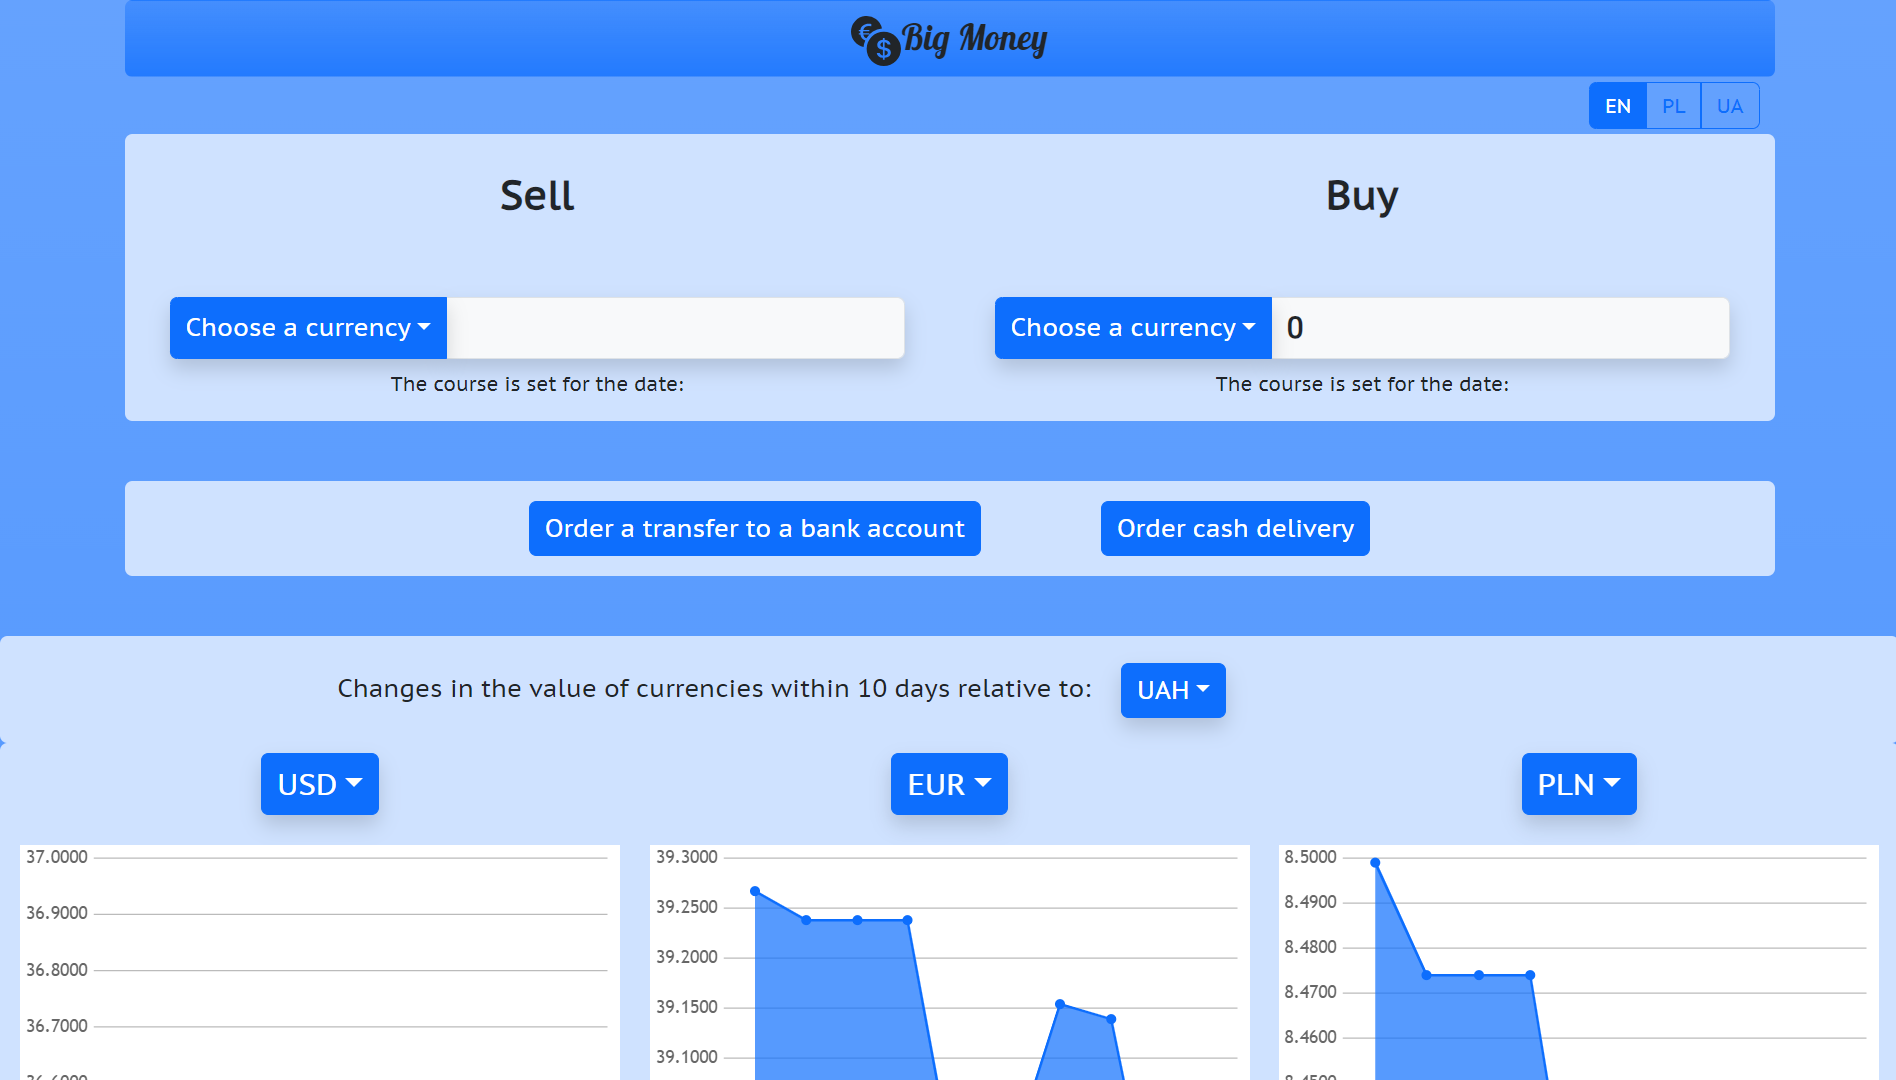 Big Money
EN PL UA
Sell
Buy
Choose a currency
Choose a currency 0
The course is set for the date:
The course is set for the date:
Order a transfer to a bank account
Order cash delivery
Changes in the value of currencies within 10 days relative to: UAH
USD
EUR
PLN
37.0000
36.9000
36.8000
36.7000
39.3000
39.2500
39.2000
39.1500
39.1000
8.5000
8.4900
8.4800
8.4700
8.4600